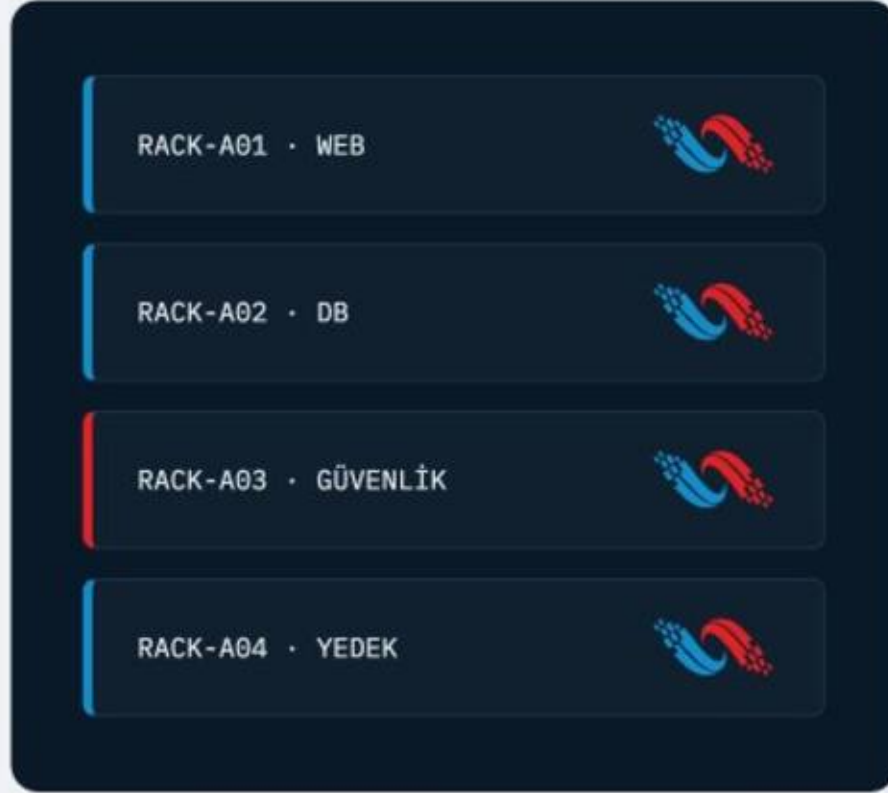 RACK-A01 · WEB
RACK-A02 · DB
RACK-A03 · GÜVENLİK
RACK-A04 · YEDEK